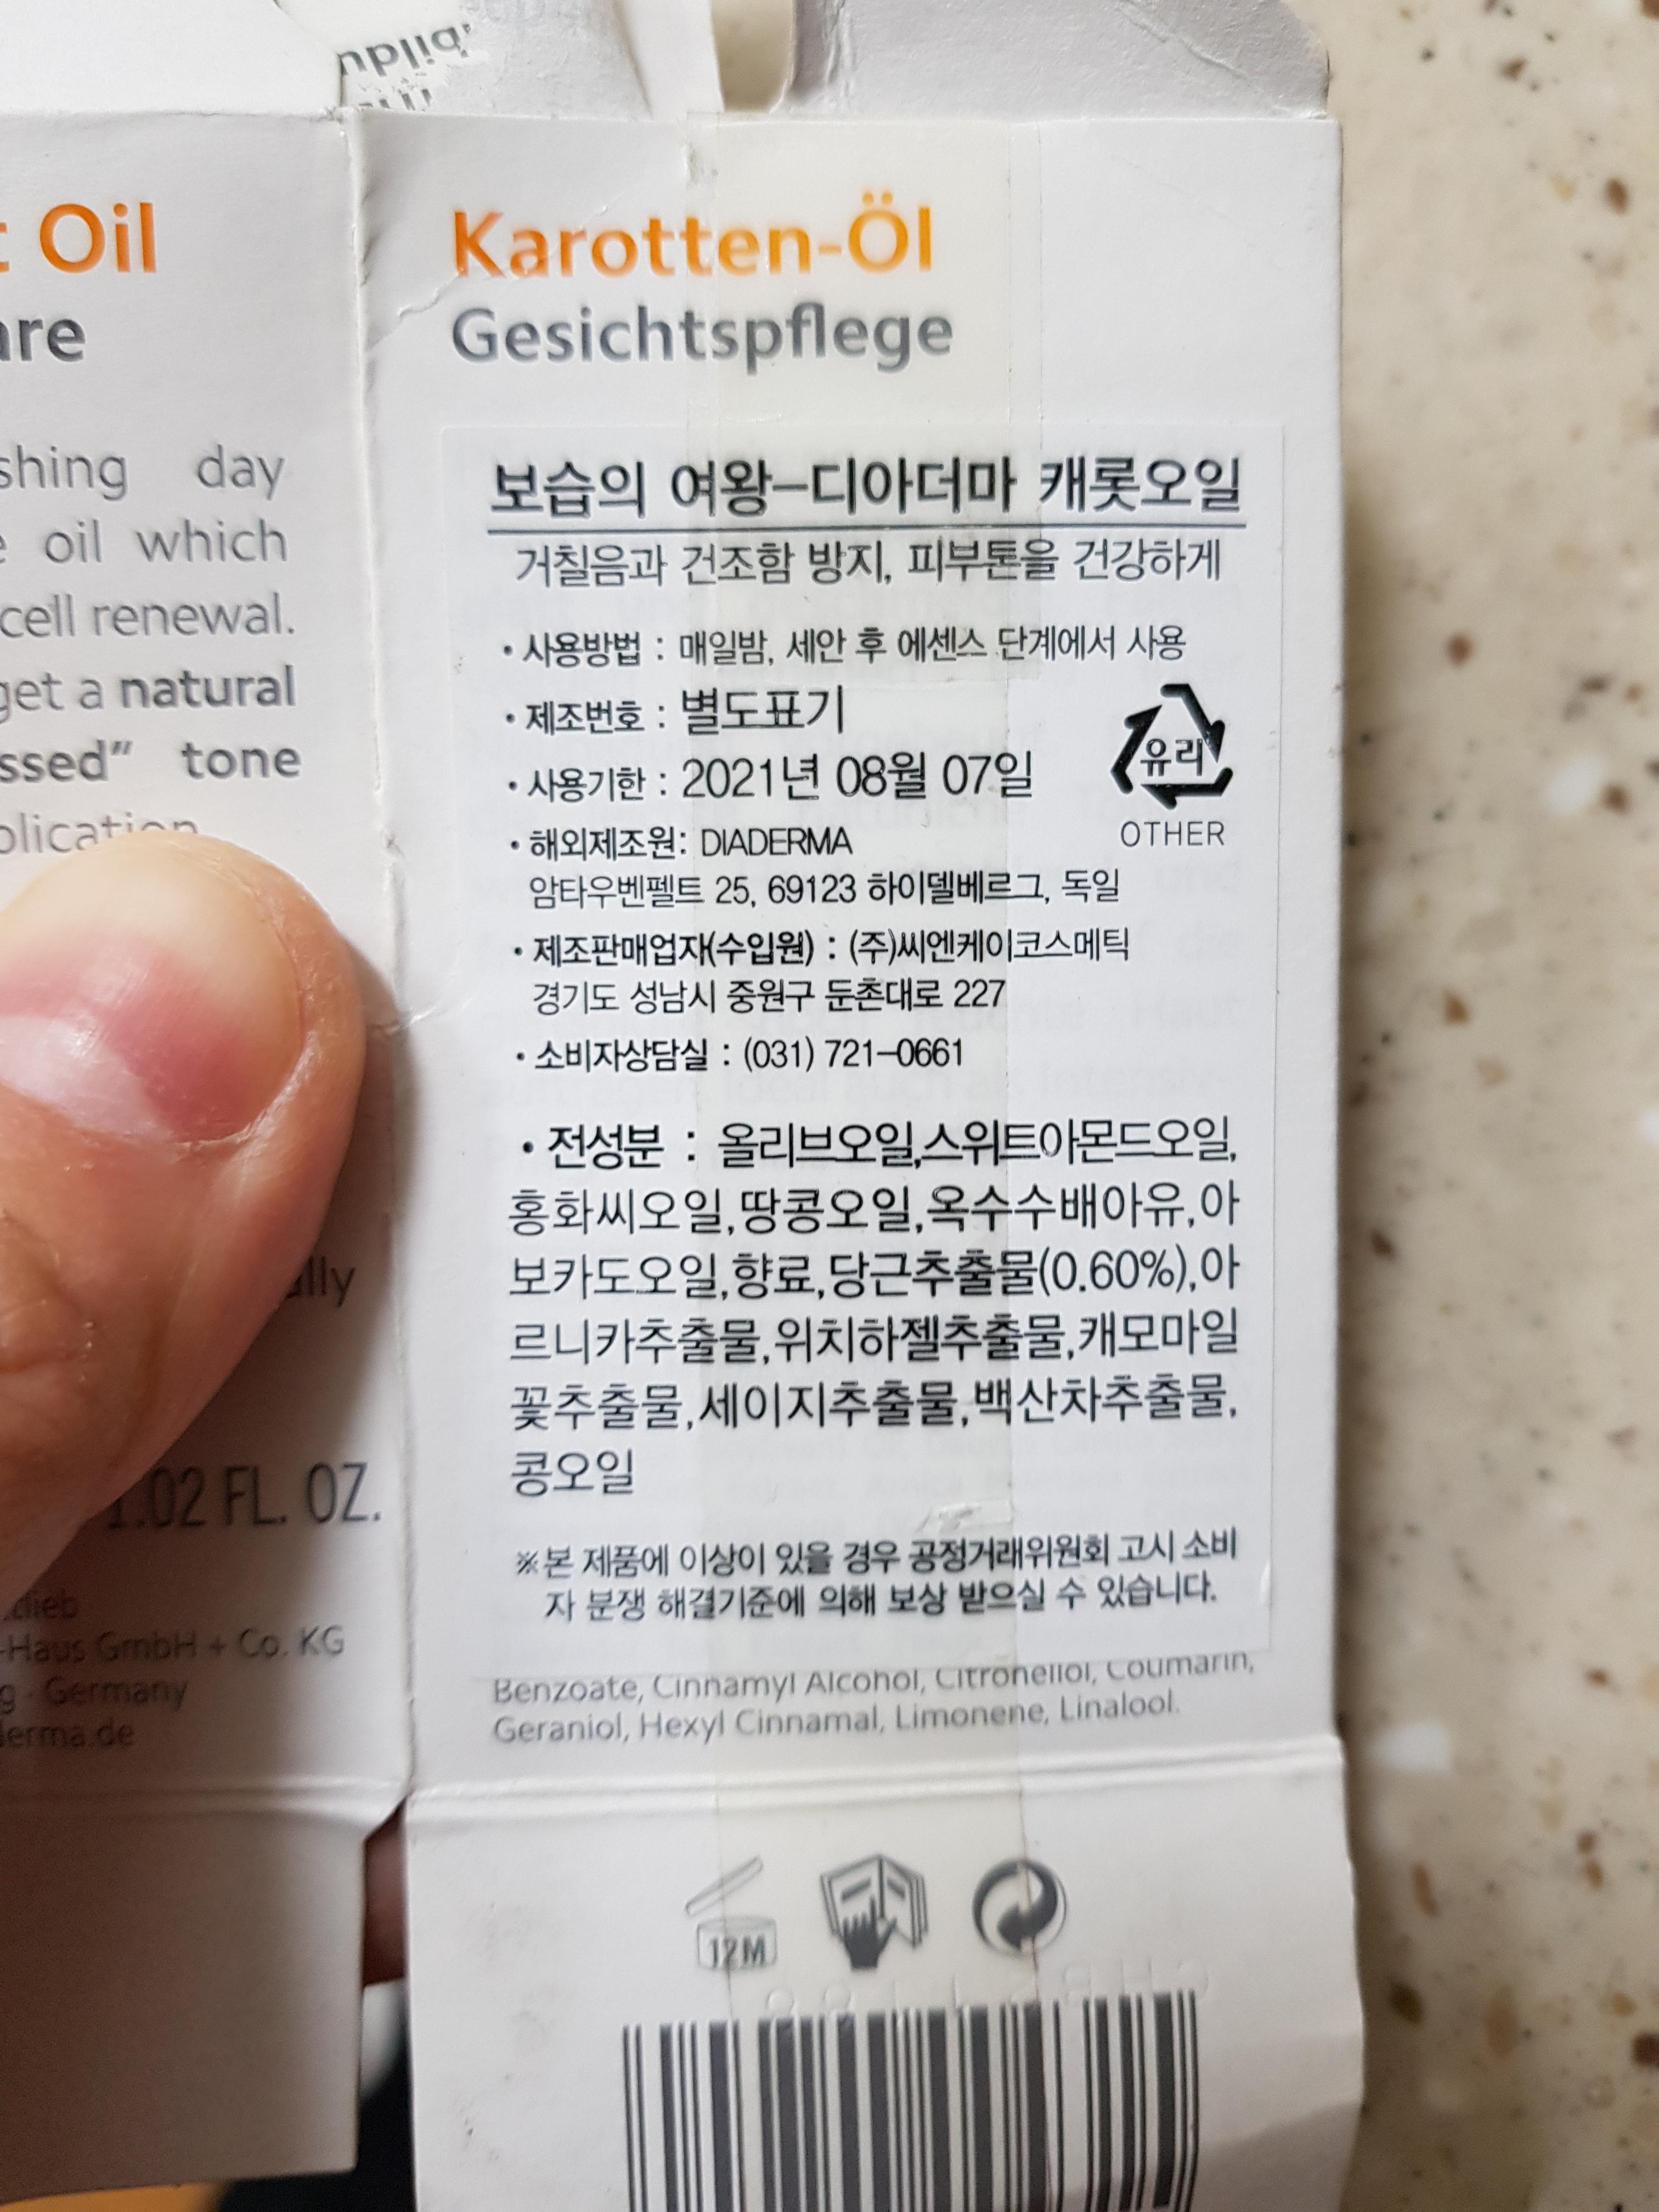 Oil
shing day
oil which
cell renewal.
get a natural
ssed" tone
lly
1.02 FL. OZ.
-Haus GmbH + Co. KG
g · Germany
derma.de
Karotten-Öl
Gesichtspflege
보습의 여왕–디아더마 캐롯오일
거칠음과 건조함 방지, 피부톤을 건강하게
• 사용방법 : 매일밤, 세안 후 에센스 단계에서 사용
• 제조번호 : 별도표기
• 사용기한 : 2021년 08월 07일
유리
OTHER
• 해외제조원: DIADERMA
암타우벤펠트 25, 69123 하이델베르그, 독일
• 제조판매업자(수입원) : (주)씨엔케이코스메틱
경기도 성남시 중원구 둔촌대로 227
• 소비자상담실 : (031) 721–0661
• 전성분 : 올리브오일,스위트아몬드오일,
홍화씨오일,땅콩오일,옥수수배아유,아
보카도오일,향료,당근추출물(0.60%),아
르니카추출물,위치하젤추출물,캐모마일
꽃추출물,세이지추출물,백산차추출물,
콩오일
※본 제품에 이상이 있을 경우 공정거래위원회 고시 소비
자 분쟁 해결기준에 의해 보상 받으실 수 있습니다.
Benzoate, Cinnamyl Alcohol, Citronellol, Coumarin,
Geraniol, Hexyl Cinnamal, Limonene, Linalool.
12M